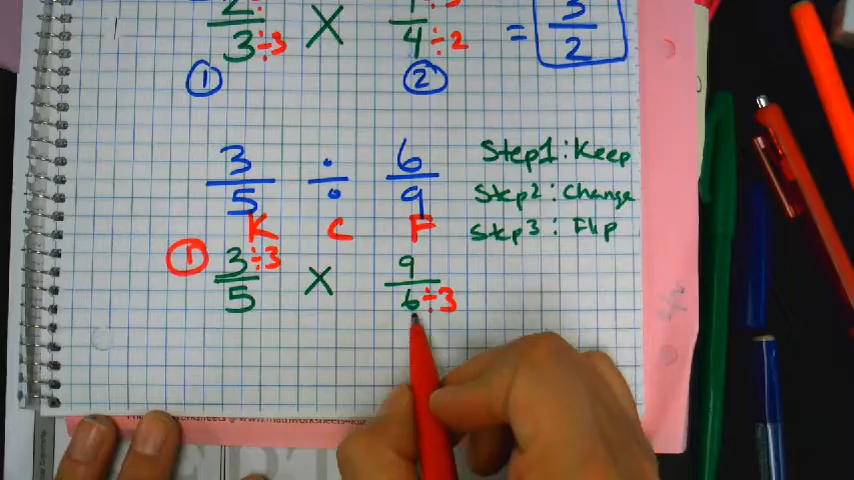 2/3 ÷3 X 1/4 ÷2 = 3/2
1 2
3/5 ÷ 6/9 Step1: Keep
Step2: Change
K C F Step3: Flip
1 3/5 ÷3 X 9/6 ÷3